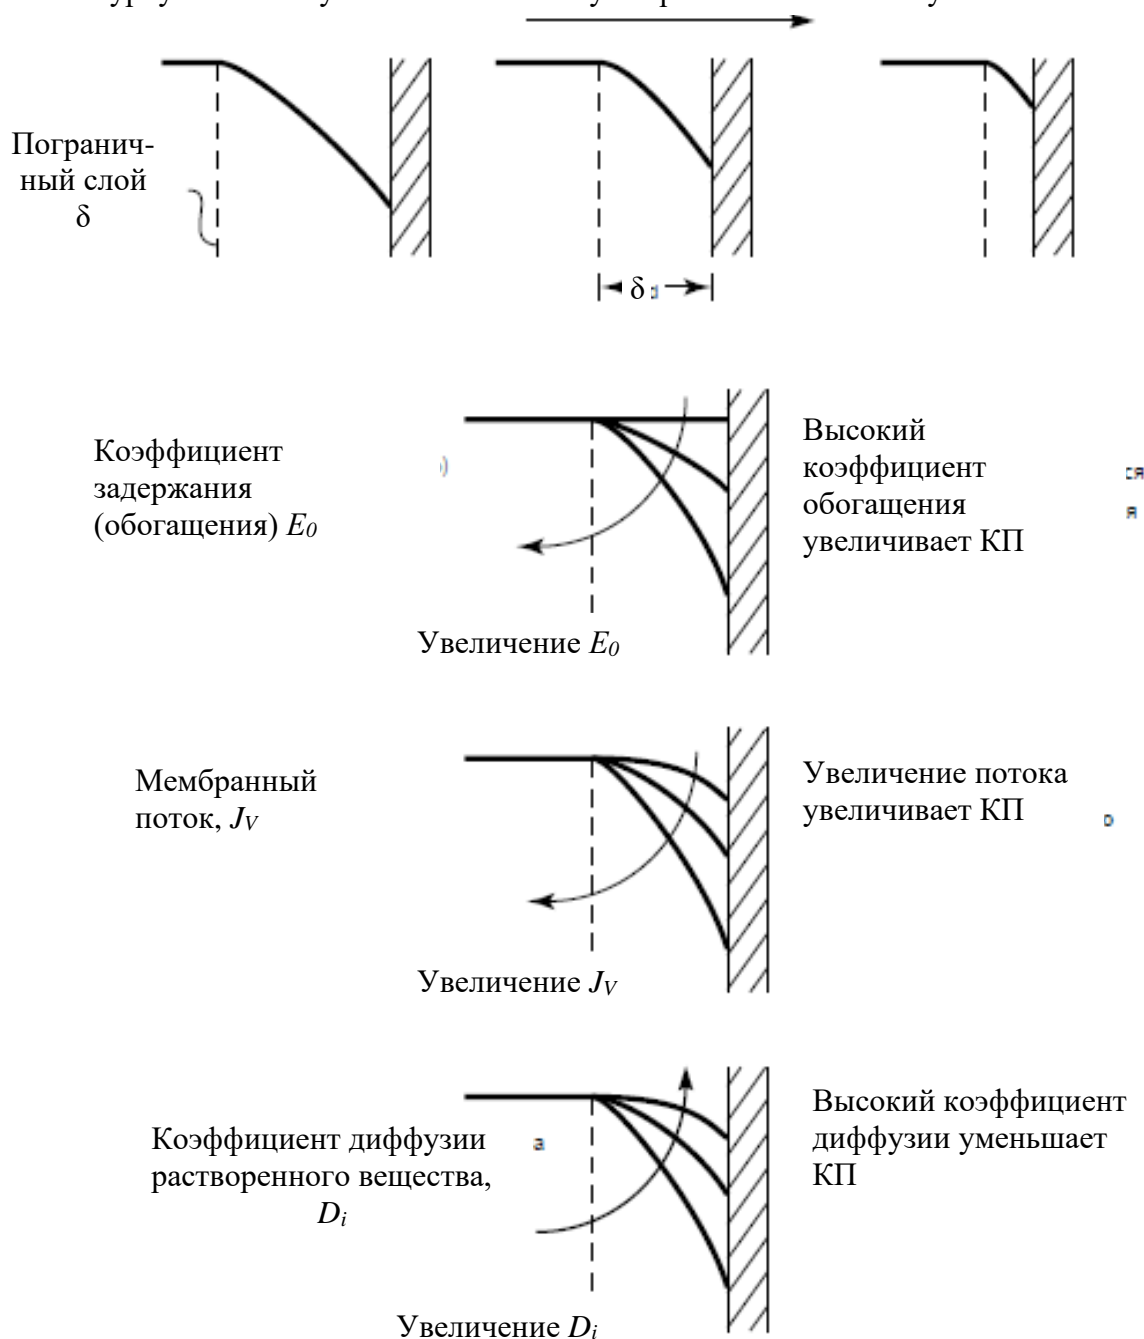 Погранич-
ный слой
δ
δ
Коэффициент
задержания
(обогащения) E₀
Высокий
коэффициент
обогащения
увеличивает КП
ся
я
Увеличение E₀
Мембранный
поток, Jᵥ
Увеличение потока
увеличивает КП
Увеличение Jᵥ
Коэффициент диффузии
растворенного вещества,
Dᵢ
а
Высокий коэффициент
диффузии уменьшает
КП
Увеличение Dᵢ